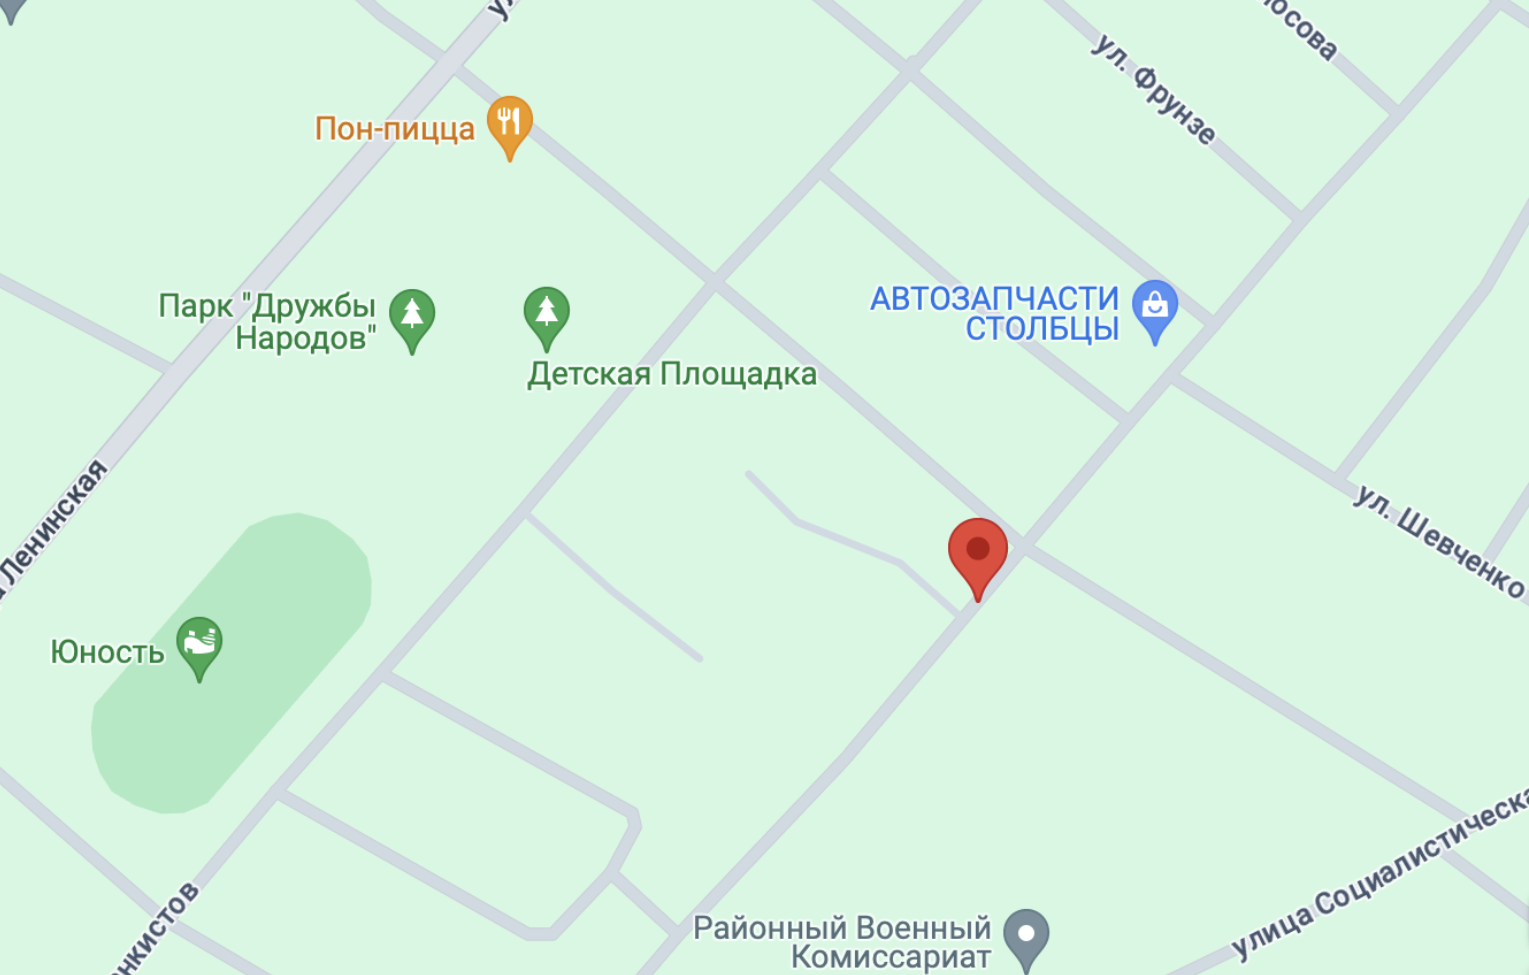 ул. Фрунзе
Пон-пицца
Парк "Дружбы
Народов"
Детская Площадка
АВТОЗАПЧАСТИ
СТОЛБЦЫ
Ленинская
ул. Шевченко
Юность
улица Социалистическа
Районный Военный
Комиссариат